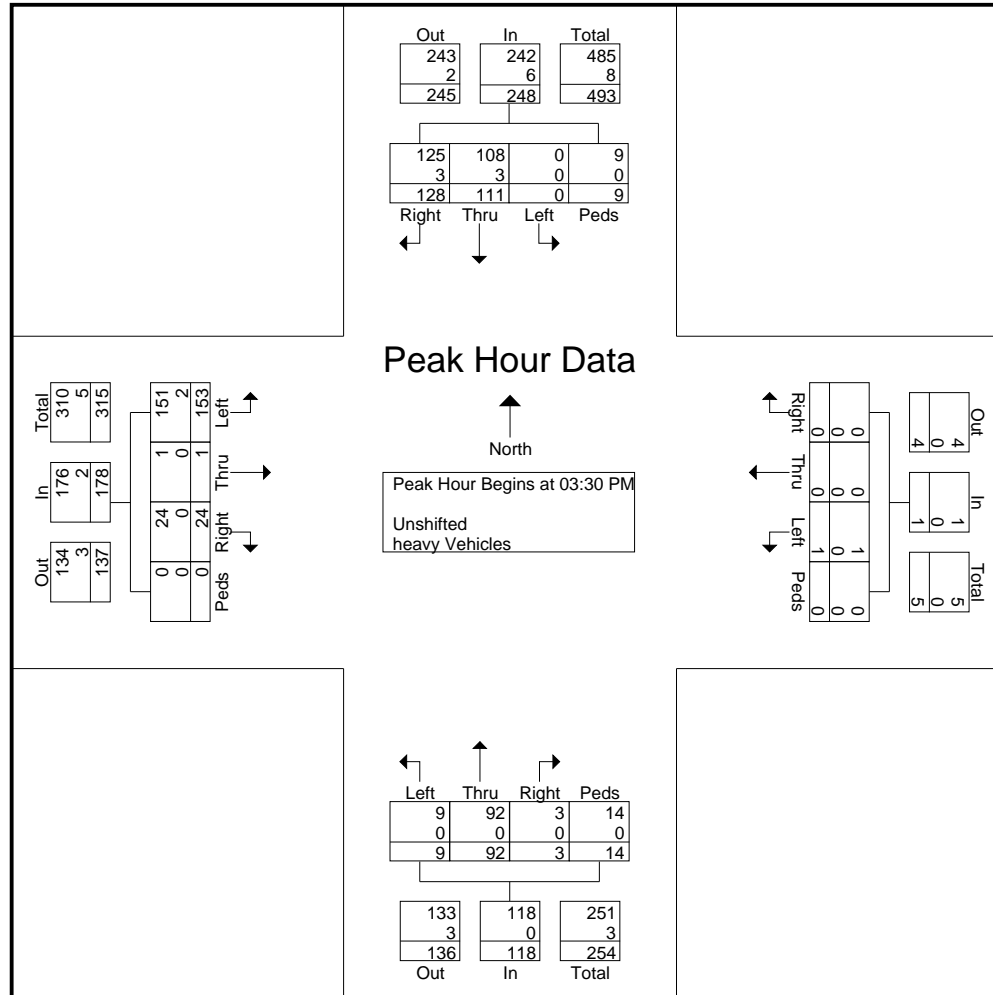 Out In Total
243 242 485
2 6 8
245 248 493
125 108 0 9
3 3 0 0
128 111 0 9
Right Thru Left Peds
Peak Hour Data
North
Peak Hour Begins at 03:30 PM
Unshifted
heavy Vehicles
Left Thru Right Peds
151 1 24 0
2 0 0 0
153 1 24 0
Out In Total
134 176 310
3 2 5
137 178 315
Right Thru Left Peds
0 0 1 0
0 0 0 0
0 0 1 0
Out In Total
4 1 5
0 0 0
4 1 5
Left Thru Right Peds
9 92 3 14
0 0 0 0
9 92 3 14
133 118 251
3 0 3
136 118 254
Out In Total